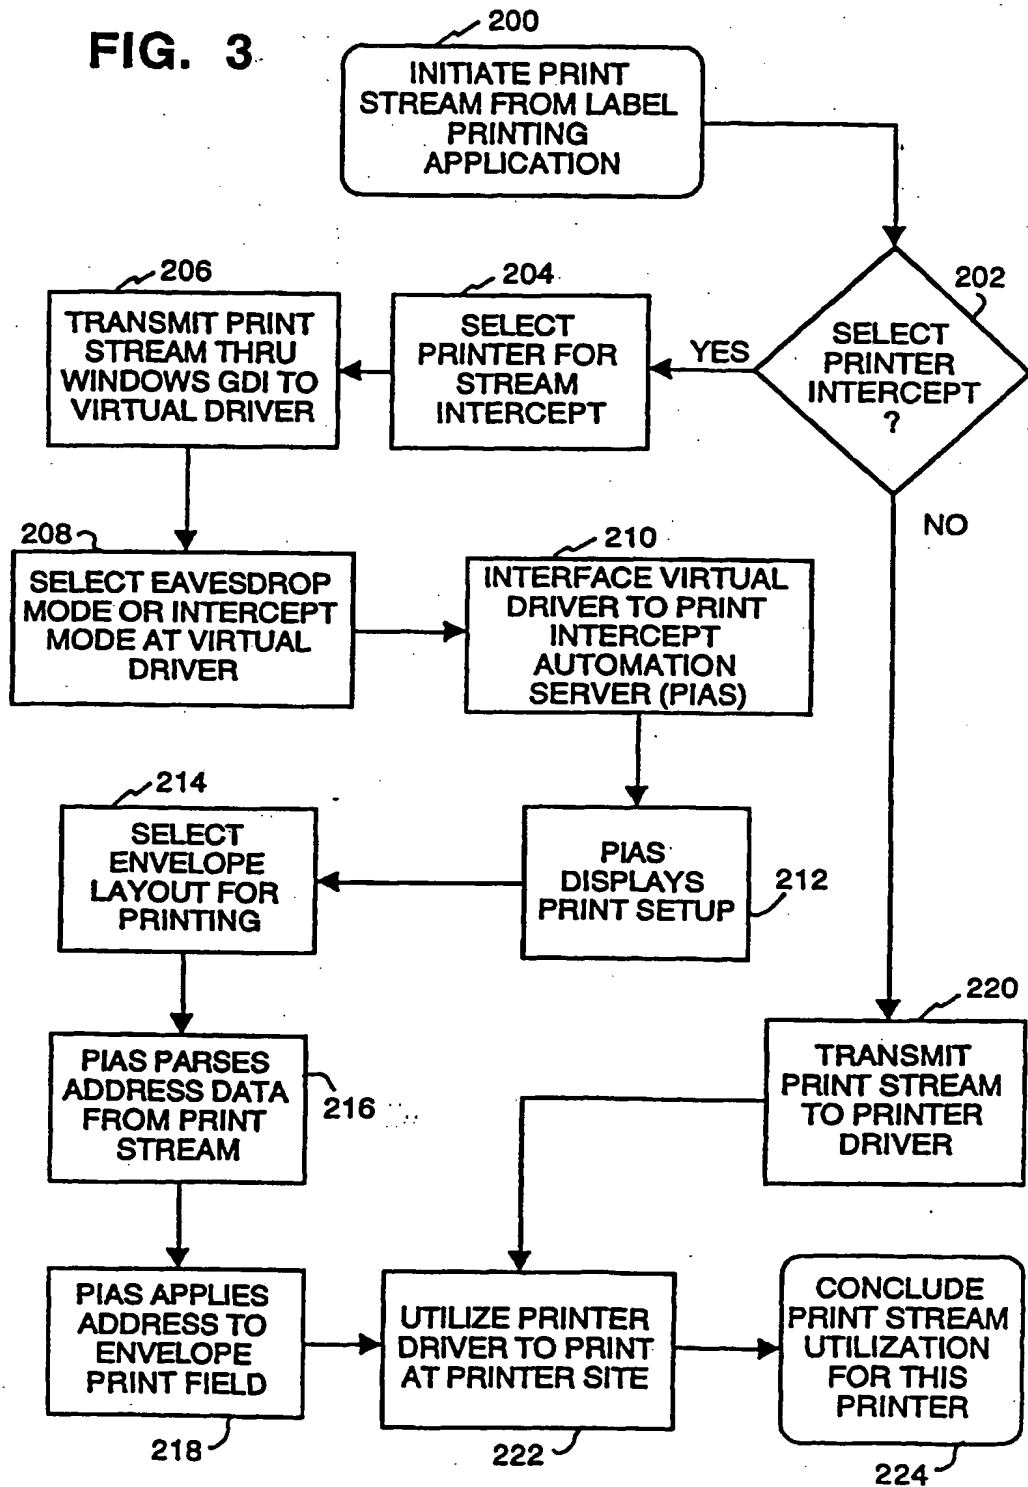 FIG. 3
200
INITIATE PRINT
STREAM FROM LABEL
PRINTING
APPLICATION
202
SELECT
PRINTER
INTERCEPT
?
YES
NO
204
SELECT
PRINTER FOR
STREAM
INTERCEPT
206
TRANSMIT PRINT
STREAM THRU
WINDOWS GDI TO
VIRTUAL DRIVER
208
SELECT EAVESDROP
MODE OR INTERCEPT
MODE AT VIRTUAL
DRIVER
210
INTERFACE VIRTUAL
DRIVER TO PRINT
INTERCEPT
AUTOMATION
SERVER (PIAS)
212
PIAS
DISPLAYS
PRINT SETUP
214
SELECT
ENVELOPE
LAYOUT FOR
PRINTING
216
PIAS PARSES
ADDRESS DATA
FROM PRINT
STREAM
218
PIAS APPLIES
ADDRESS TO
ENVELOPE
PRINT FIELD
220
TRANSMIT
PRINT STREAM
TO PRINTER
DRIVER
222
UTILIZE PRINTER
DRIVER TO PRINT
AT PRINTER SITE
224
CONCLUDE
PRINT STREAM
UTILIZATION
FOR THIS
PRINTER